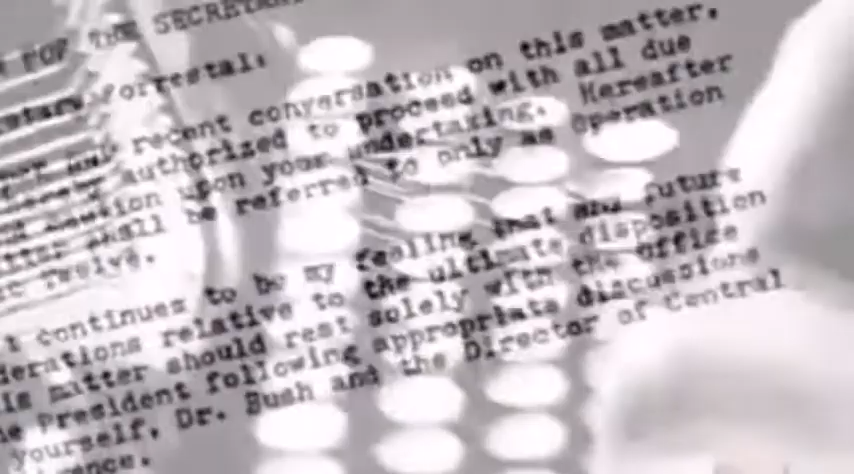 FOR THE SECRETARY
Forrestal:
recent conversation on this matter,
authorized to proceed with all due
upon your undertaking. Hereafter
shall be referred to only as Operation
Twelve.
continues to be my feeling that any future
relative to the ultimate disposition
matter should rest solely with the office
President following appropriate discussions
yourself, Dr. Bush and the Director of Central